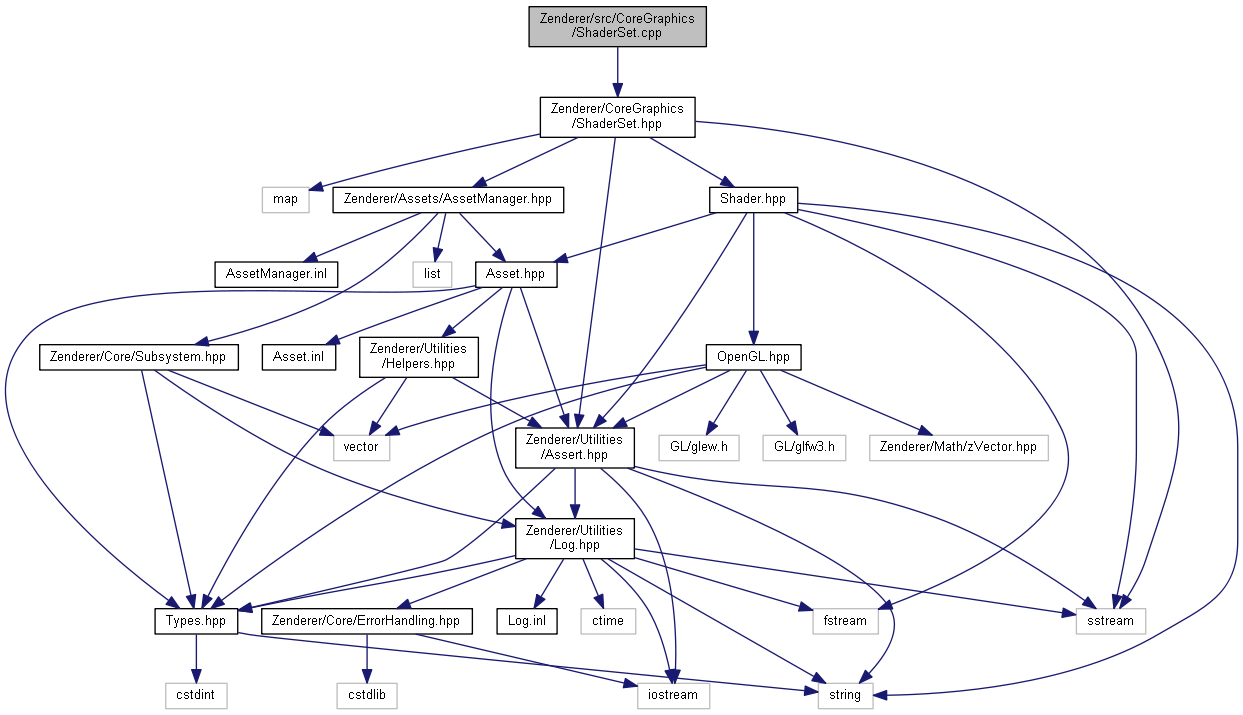 Zenderer/src/CoreGraphics
/ShaderSet.cpp
Zenderer/CoreGraphics
/ShaderSet.hpp
map
Zenderer/Assets/AssetManager.hpp
Shader.hpp
AssetManager.inl
list
Asset.hpp
Zenderer/Core/Subsystem.hpp
Asset.inl
Zenderer/Utilities
/Helpers.hpp
OpenGL.hpp
vector
Zenderer/Utilities
/Assert.hpp
GL/glew.h
GL/glfw3.h
Zenderer/Math/zVector.hpp
Zenderer/Utilities
/Log.hpp
Types.hpp
Zenderer/Core/ErrorHandling.hpp
Log.inl
ctime
fstream
sstream
cstdint
cstdlib
iostream
string